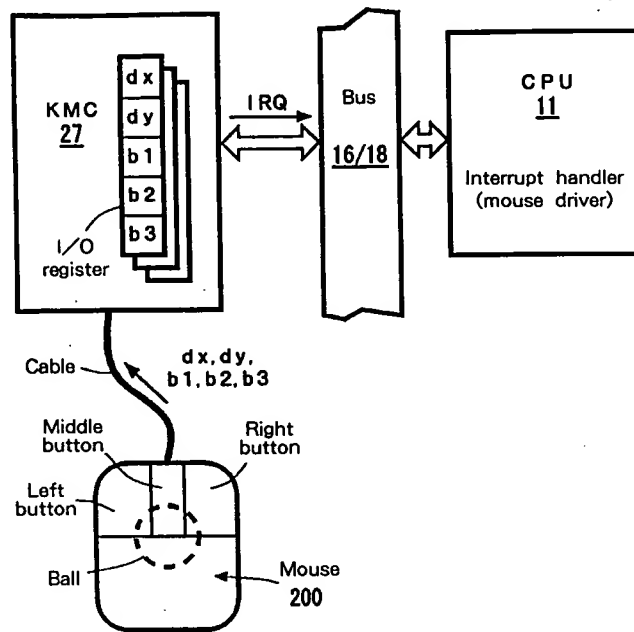 KMC
27
dx
dy
b1
b2
b3
I/O
register
IRQ
Bus
16/18
CPU
11
Interrupt handler
(mouse driver)
Cable
dx, dy,
b1, b2, b3
Middle
button
Right
button
Left
button
Ball
Mouse
200